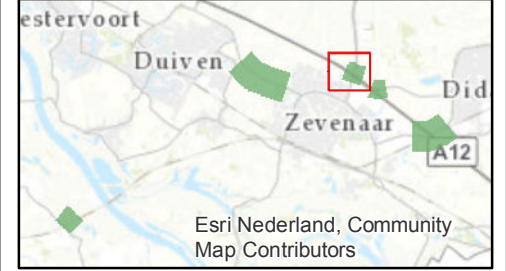 estervoort
Duiven
Did
Zevenaar
A12
Esri Nederland, Community
Map Contributors